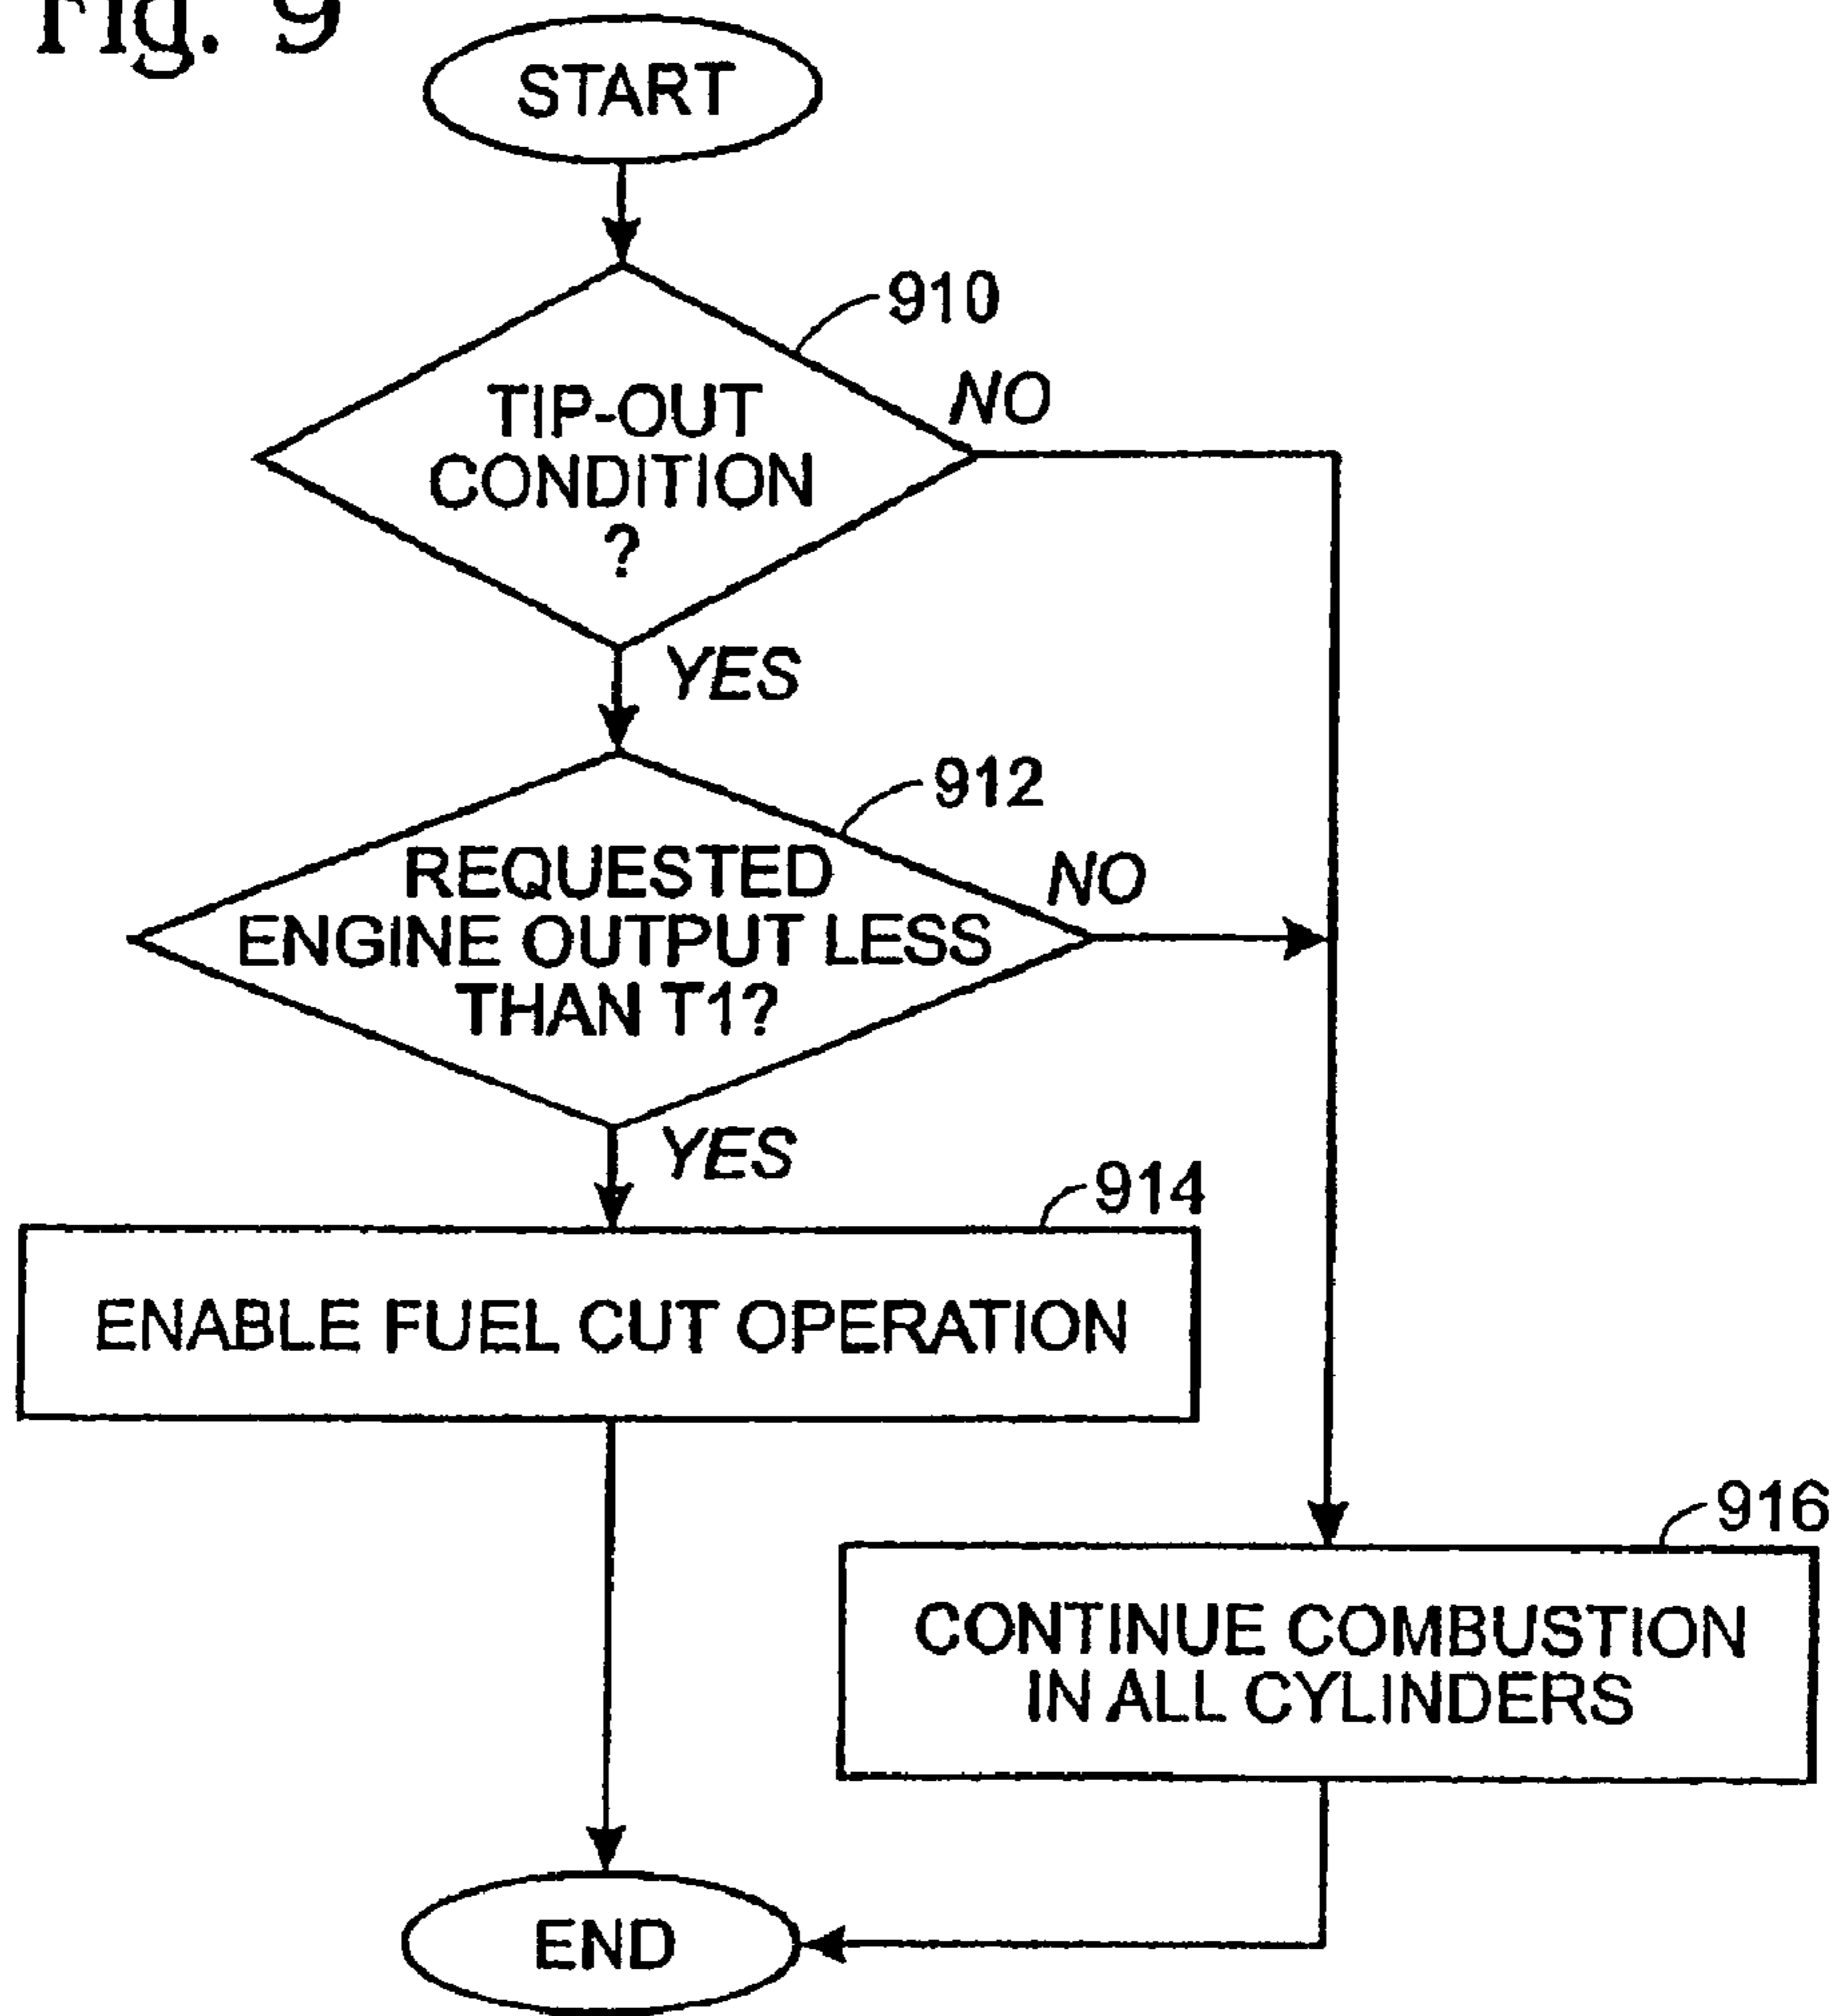 Fig. 9
START
910
TIP-OUT
CONDITION
?
NO
YES
912
REQUESTED
ENGINE OUTPUT LESS
THAN T1?
NO
YES
914
ENABLE FUEL CUT OPERATION
916
CONTINUE COMBUSTION
IN ALL CYLINDERS
END